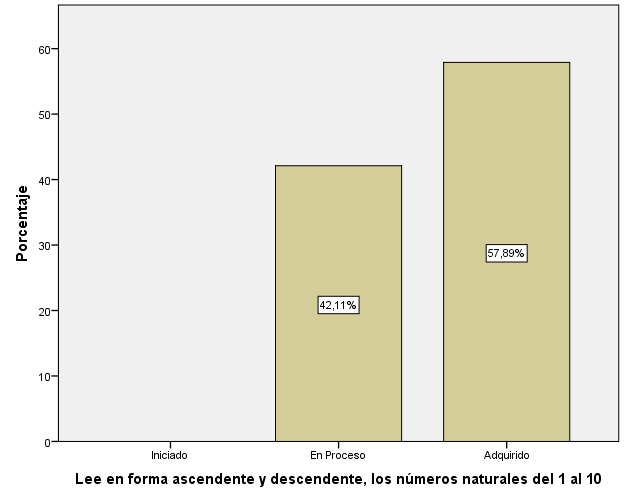 Porcentaje
60
50
40
30
20
10
0
42,11%
57,89%
Iniciado
En Proceso
Adquirido
Lee en forma ascendente y descendente, los números naturales del 1 al 10